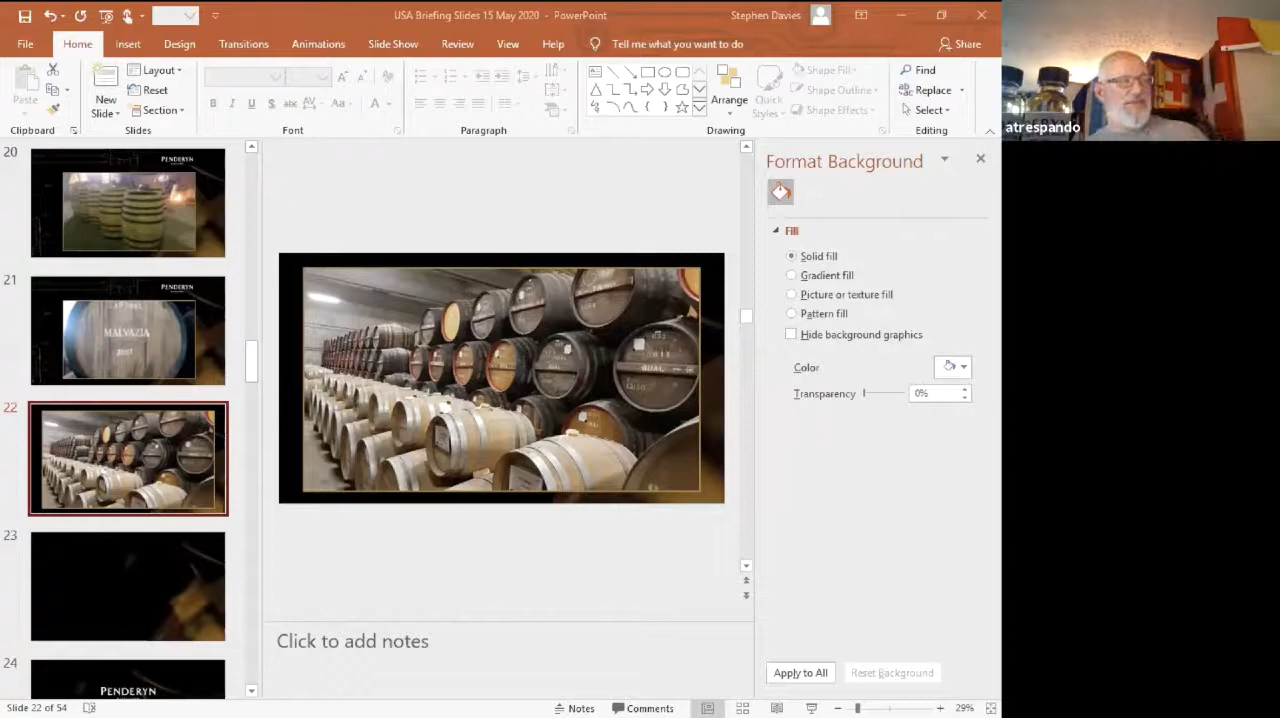 USA Briefing Slides 15 May 2020 - PowerPoint
Stephen Davies
File Home Insert Design Transitions Animations Slide Show Review View Help Tell me what you want to do Share
Paste
New Slide
Layout
Reset
Section
Arrange
Quick Styles
Shape Fill
Shape Outline
Shape Effects
Find
Replace
Select
Clipboard Slides Font Paragraph Drawing Editing
atrespando
20
PENDERYN
21
PENDERYN
MALVAZIA
2007
22
23
24
PENDERYN
BUAL
Click to add notes
Format Background
Fill
Solid fill
Gradient fill
Picture or texture fill
Pattern fill
Hide background graphics
Color
Transparency 0%
Apply to All Reset Background
Slide 22 of 54 Notes Comments 29%